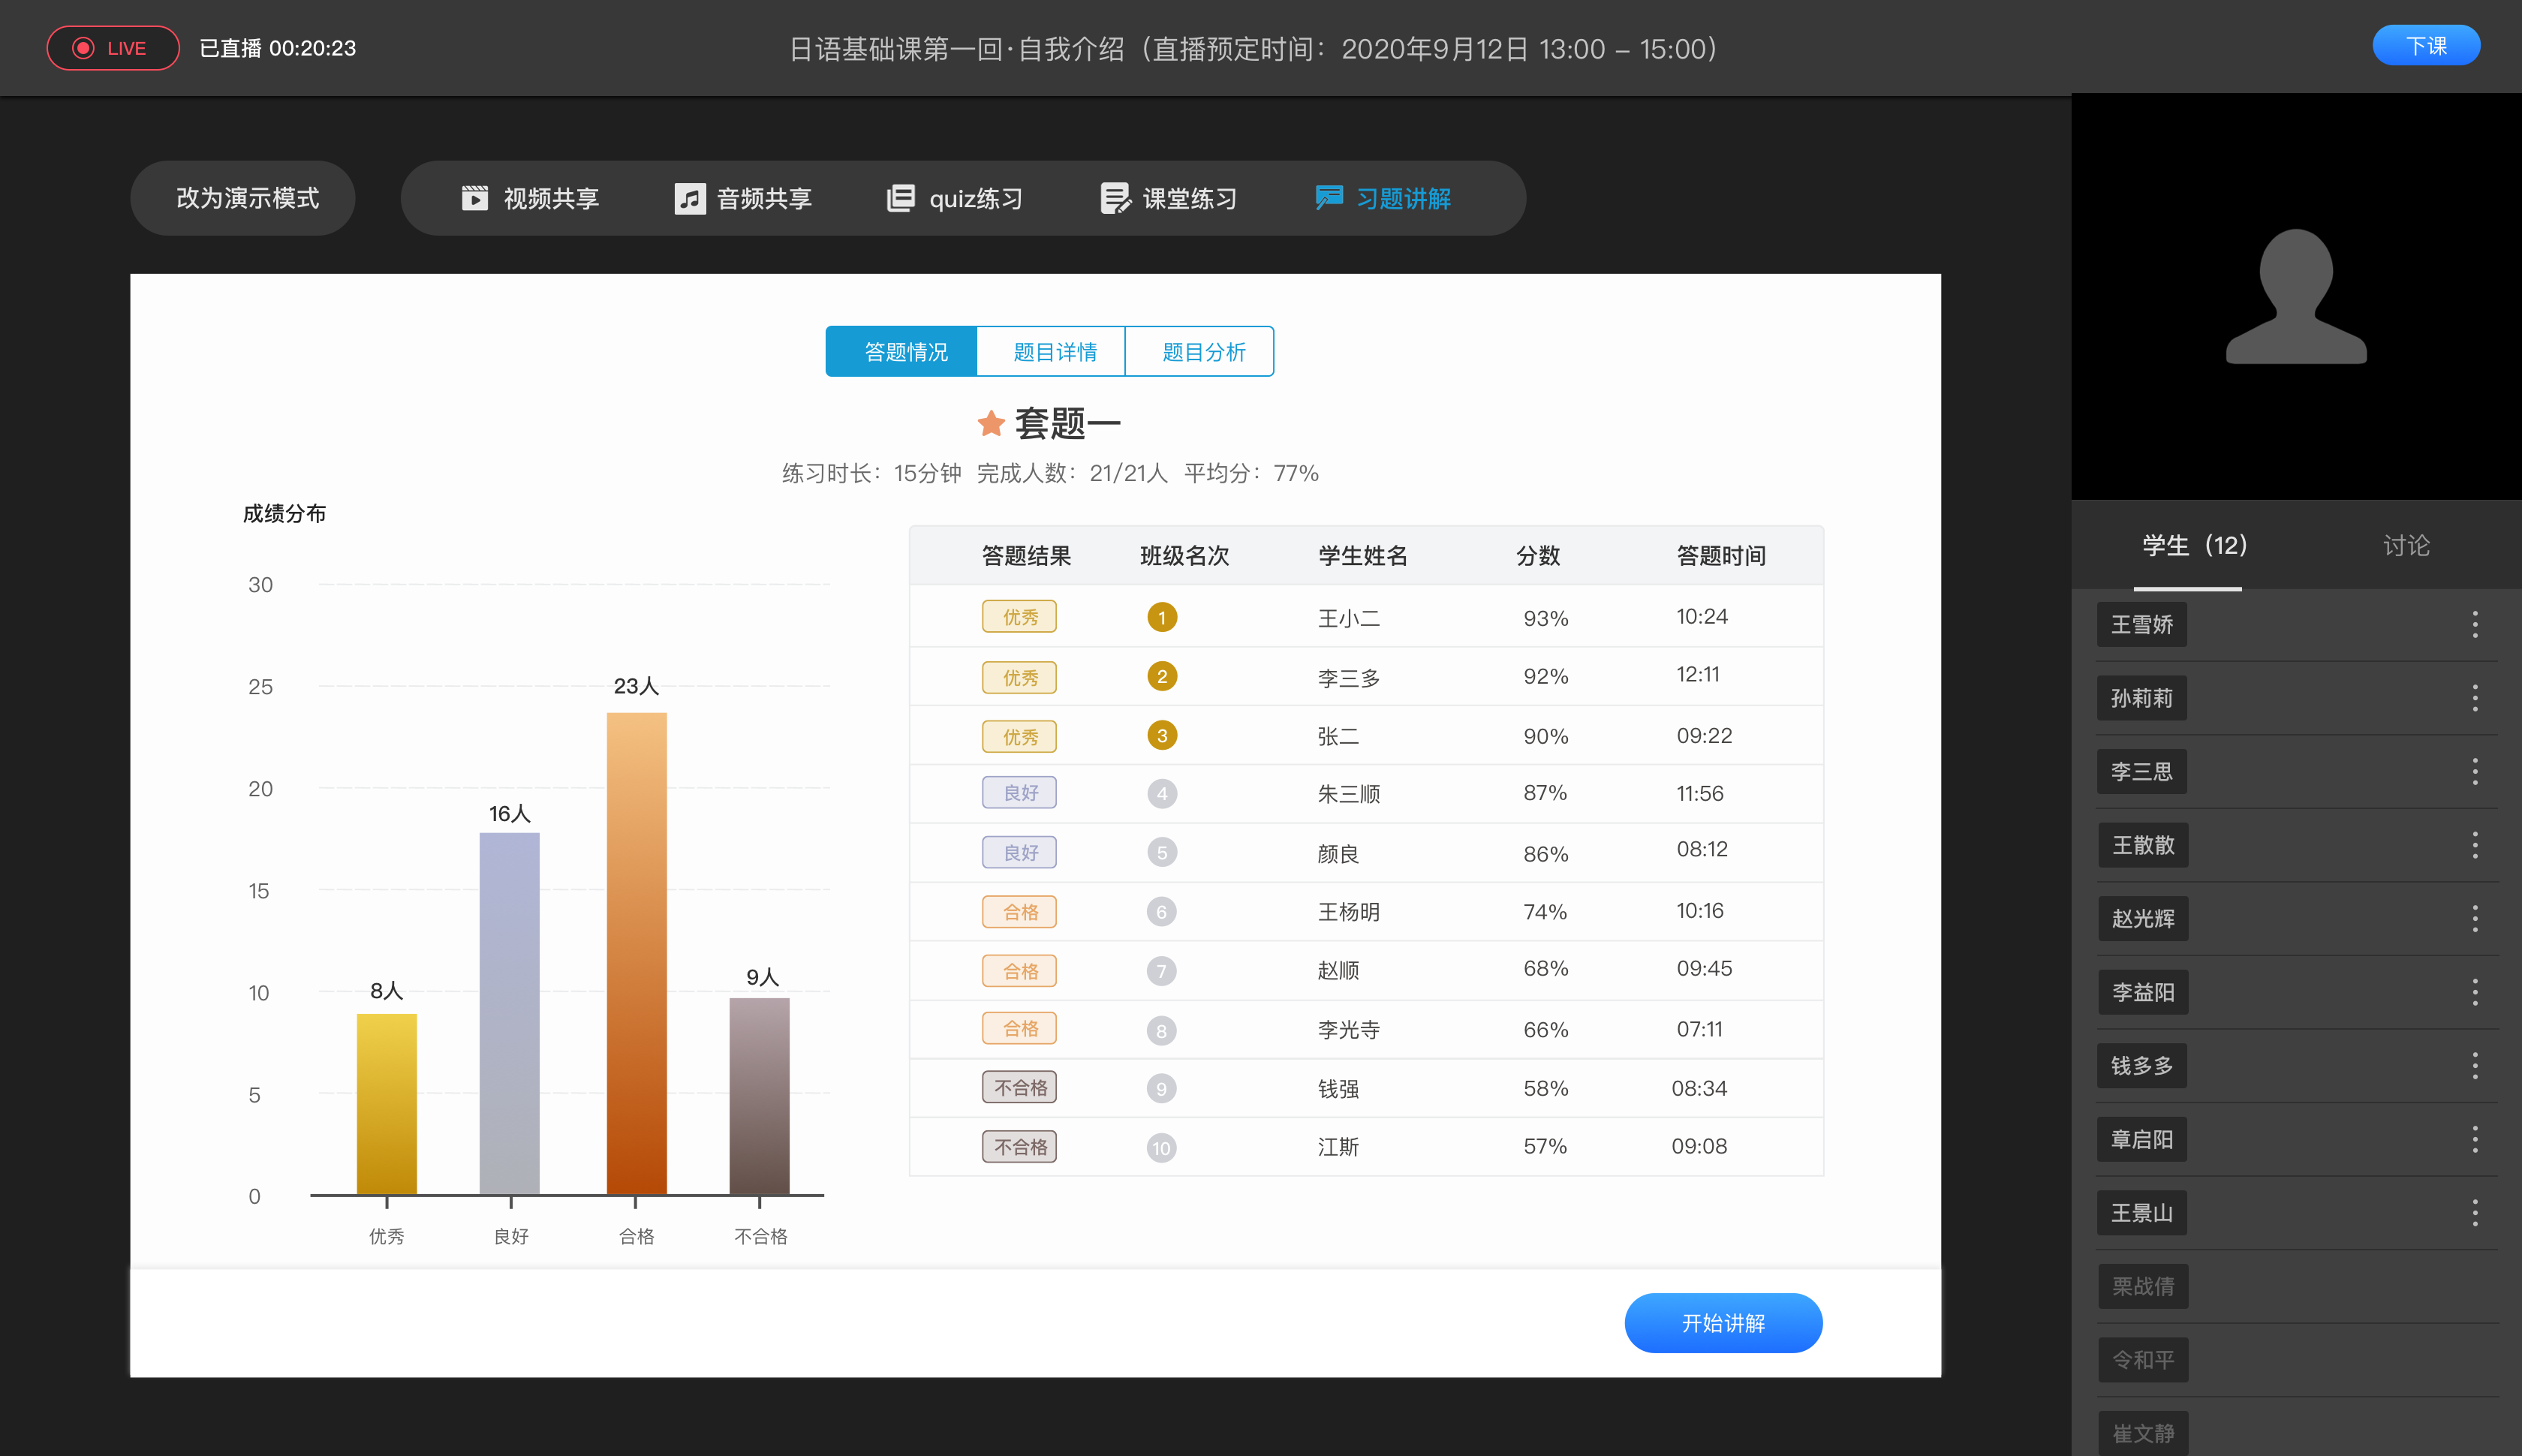 LIVE 已直播 00:20:23 日语基础课第一回·自我介绍（直播预定时间：2020年9月12日 13:00 – 15:00） 下课
改为演示模式 视频共享 音频共享 quiz练习 课堂练习 习题讲解
答题情况 题目详情 题目分析
套题一
练习时长：15分钟 完成人数：21/21人 平均分：77%
成绩分布
30
25
20
15
10
5
0
8人
16人
23人
9人
优秀 良好 合格 不合格
答题结果 班级名次 学生姓名 分数 答题时间
优秀 1 王小二 93% 10:24
优秀 2 李三多 92% 12:11
优秀 3 张二 90% 09:22
良好 4 朱三顺 87% 11:56
良好 5 颜良 86% 08:12
合格 6 王杨明 74% 10:16
合格 7 赵顺 68% 09:45
合格 8 李光寺 66% 07:11
不合格 9 钱强 58% 08:34
不合格 10 江斯 57% 09:08
开始讲解
学生（12） 讨论
王雪娇
孙莉莉
李三思
王散散
赵光辉
李益阳
钱多多
章启阳
王景山
栗战倩
令和平
崔文静